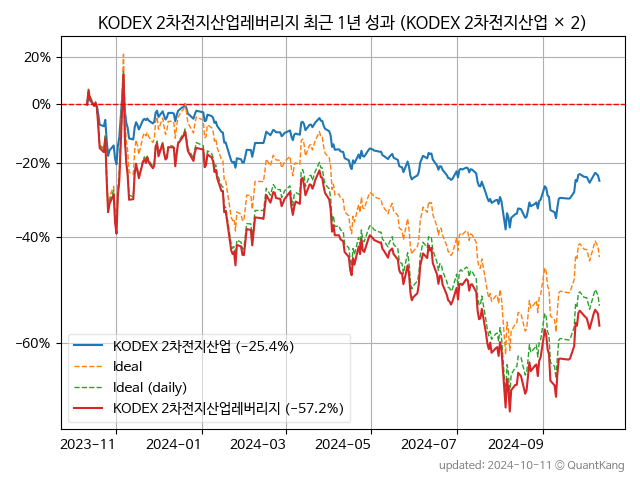 KODEX 2차전지산업레버리지 최근 1년 성과 (KODEX 2차전지산업 × 2)
20%
0%
−20%
−40%
−60%
KODEX 2차전지산업 (−25.4%)
Ideal
Ideal (daily)
KODEX 2차전지산업레버리지 (−57.2%)
2023−11 2024−01 2024−03 2024−05 2024−07 2024−09
updated: 2024-10-11 © QuantKang